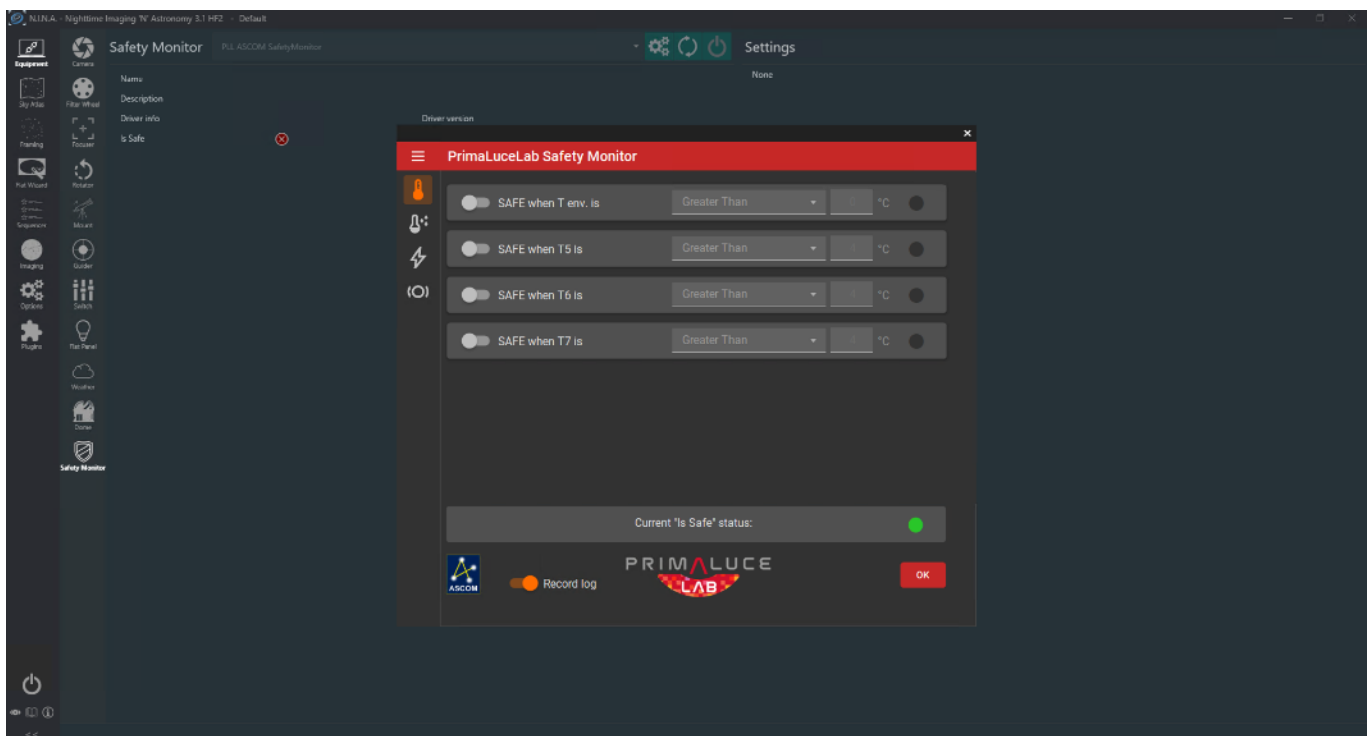 N.I.N.A. - Nighttime Imaging 'N' Astronomy 3.1 HF2 - Default
Equipment
Camera
Safety Monitor
PLL ASCOM SafetyMonitor
Settings
None
Name
Description
Driver info
Driver version
Is Safe
Sky Atlas
Filter Wheel
Framing
Focuser
Flat Wizard
Rotator
Sequencer
Mount
Imaging
Guider
Options
Switch
Plugins
Flat Panel
Weather
Dome
Safety Monitor
PrimaLuceLab Safety Monitor
SAFE when T env. is Greater Than °C
SAFE when T5 is Greater Than °C
SAFE when T6 is Greater Than °C
SAFE when T7 is Greater Than °C
Current "Is Safe" status:
ASCOM
Record log
PRIMALUCE
LAB
OK
<<